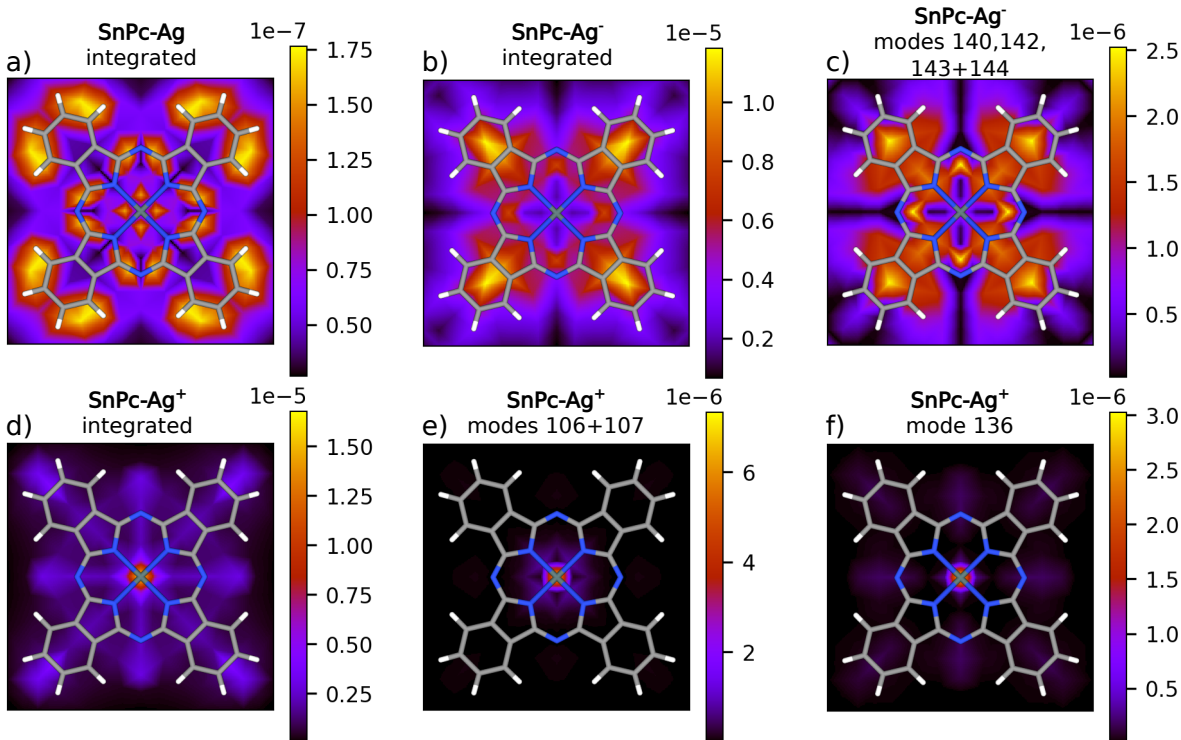 SnPc-Ag
integrated
1e-7
a)
1.75
1.50
1.25
1.00
0.75
0.50
SnPc-Ag⁻
integrated
1e-5
b)
1.0
0.8
0.6
0.4
0.2
SnPc-Ag⁻
modes 140,142,
143+144
1e-6
c)
2.5
2.0
1.5
1.0
0.5
SnPc-Ag⁺
integrated
1e-5
d)
1.50
1.25
1.00
0.75
0.50
0.25
SnPc-Ag⁺
modes 106+107
1e-6
e)
6
4
2
SnPc-Ag⁺
mode 136
1e-6
f)
3.0
2.5
2.0
1.5
1.0
0.5